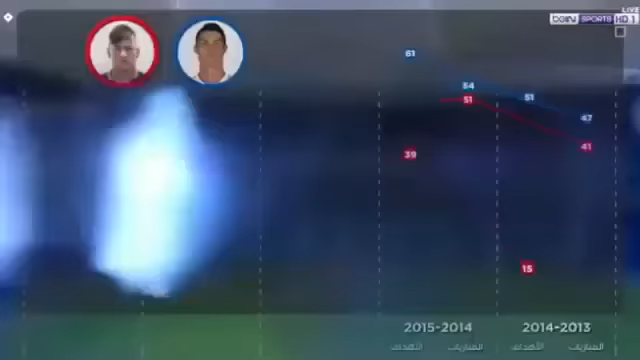 LIVE
beIN SPORTS HD 1
61
54
51
51
47
41
39
15
2015-2014
2014-2013
الأهداف
المباريات
الأهداف
المباريات